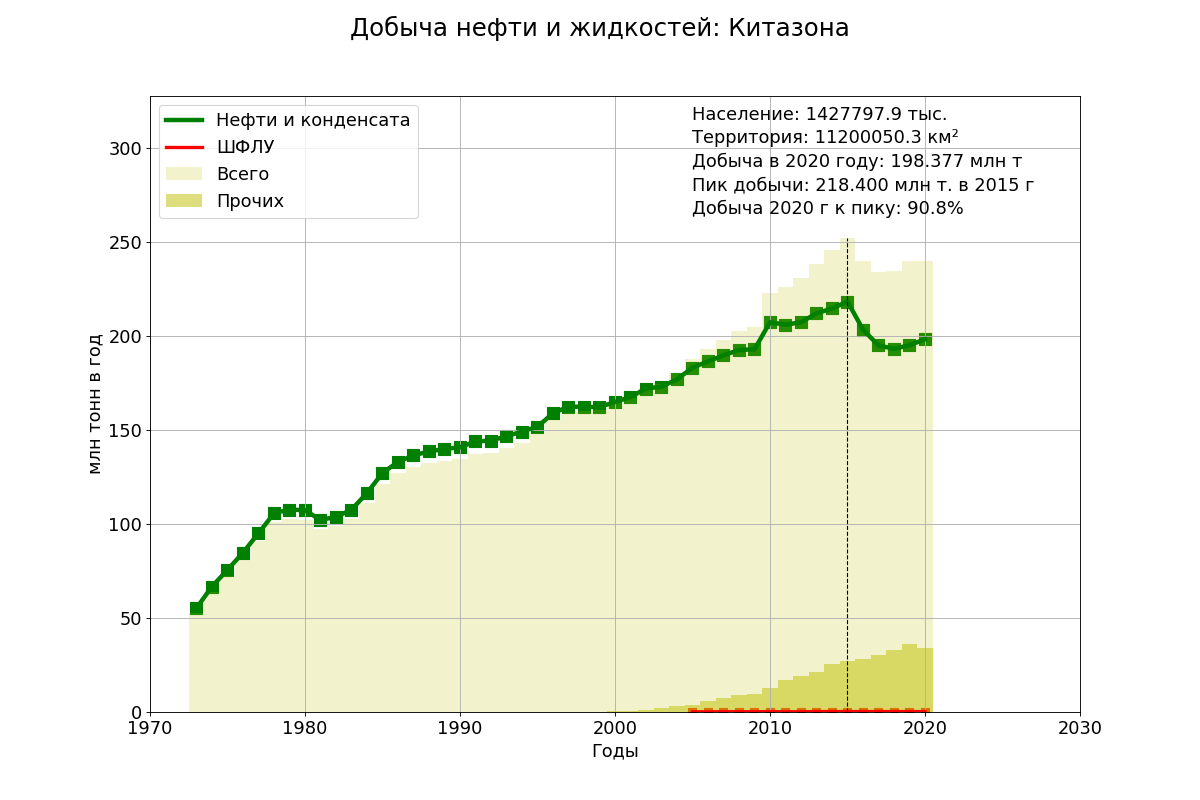 Добыча нефти и жидкостей: Китазона
Нефти и конденсата
ШФЛУ
Всего
Прочих
Население: 1427797.9 тыс.
Территория: 11200050.3 км²
Добыча в 2020 году: 198.377 млн т
Пик добычи: 218.400 млн т. в 2015 г
Добыча 2020 г к пику: 90.8%
млн тонн в год
300
250
200
150
100
50
0
1970
1980
1990
2000
2010
2020
2030
Годы